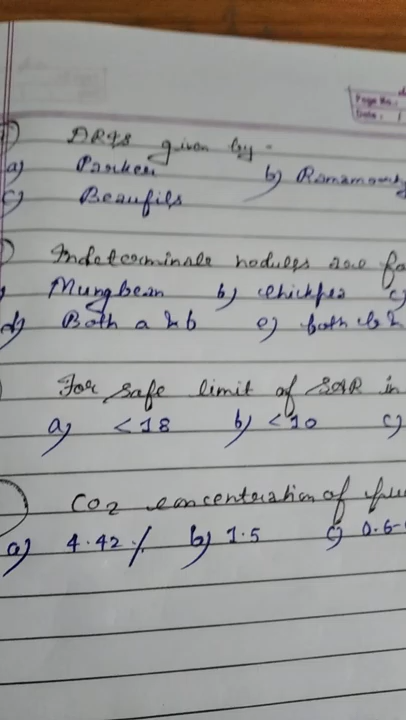 Page No.:
Date:
DRIS given by -
a) Parker b) Ramamourty
c) Beaufils
Indeterminate nodules are fo
Mungbean b) chickpea c)
d) Both a & b e) both b &
For safe limit of SAR in
a) <18 b) <10 c)
CO2 concentration of
a) 4.42 % b) 1.5 c) 0.6-